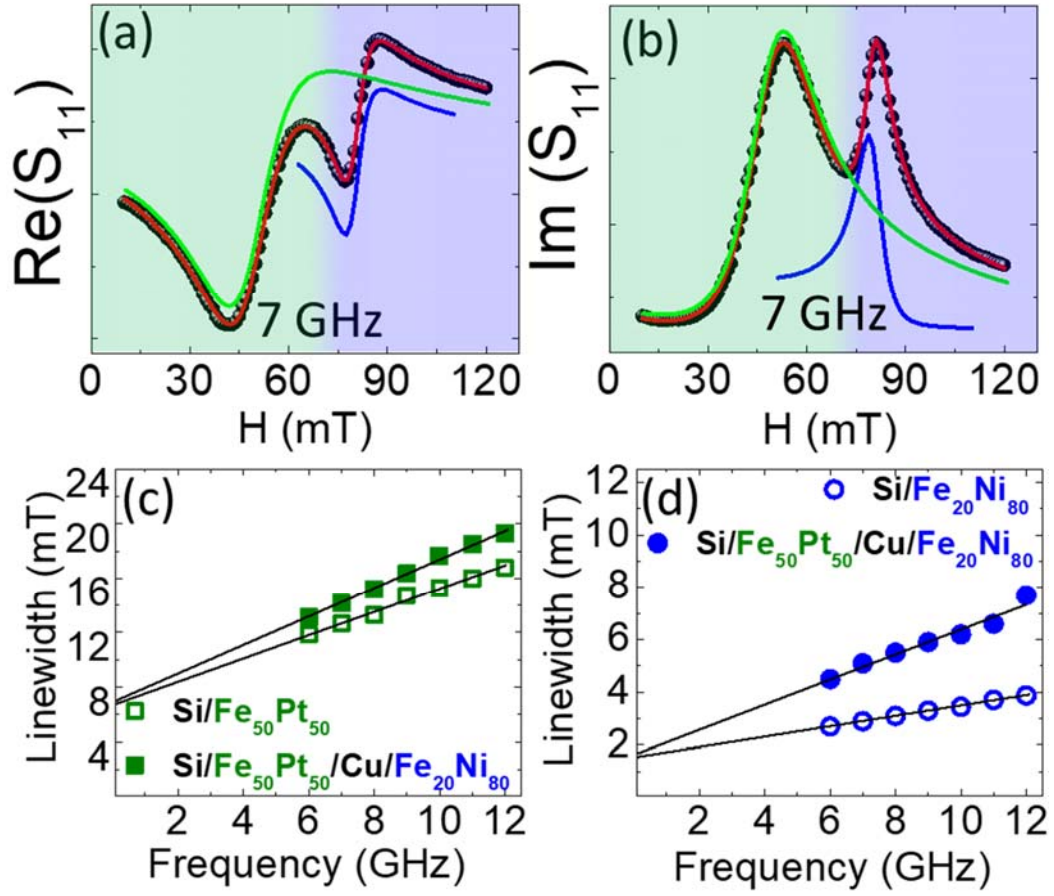 (a)
Re(S₁₁)
7 GHz
0 30 60 90 120
H (mT)
(b)
Im (S₁₁)
7 GHz
0 30 60 90 120
H (mT)
(c)
Linewidth (mT)
24
20
16
12
8
4
Si/Fe₅₀Pt₅₀
Si/Fe₅₀Pt₅₀/Cu/Fe₂₀Ni₈₀
2 4 6 8 10 12
Frequency (GHz)
(d)
Linewidth (mT)
12
10
8
6
4
2
Si/Fe₂₀Ni₈₀
Si/Fe₅₀Pt₅₀/Cu/Fe₂₀Ni₈₀
2 4 6 8 10 12
Frequency (GHz)